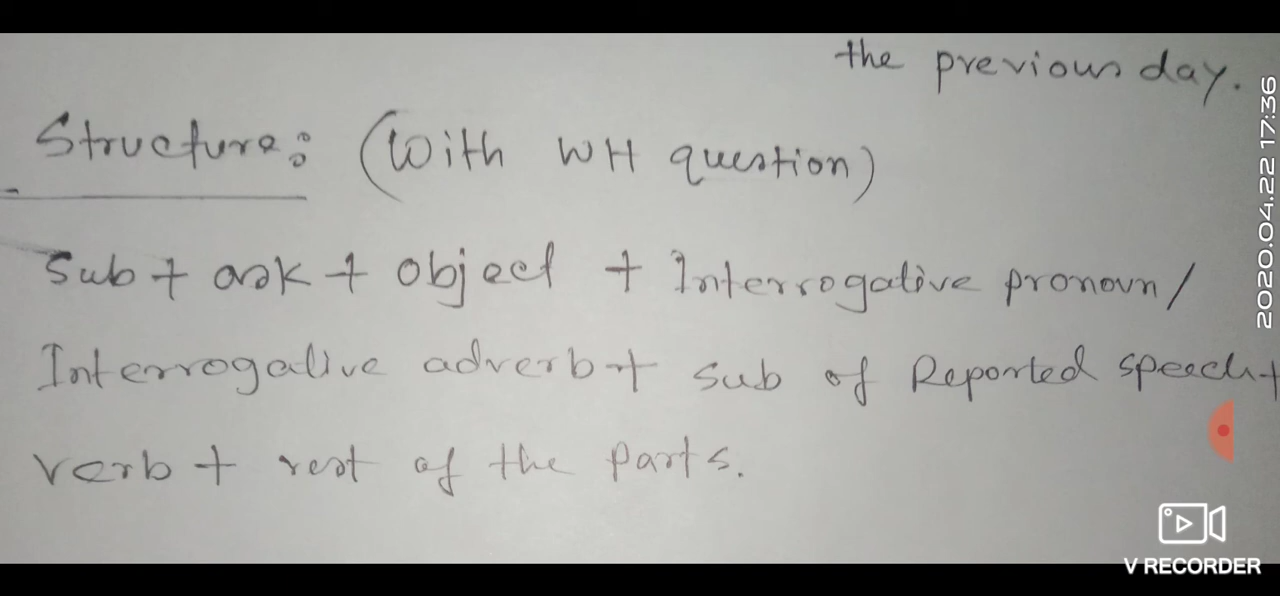 the previous day.
Structure: (With WH question)
Sub + ask + object + Interrogative pronoun/
Interrogative adverb + sub of Reported speech +
verb + rest of the parts.
2020.04.22 17:36
V RECORDER